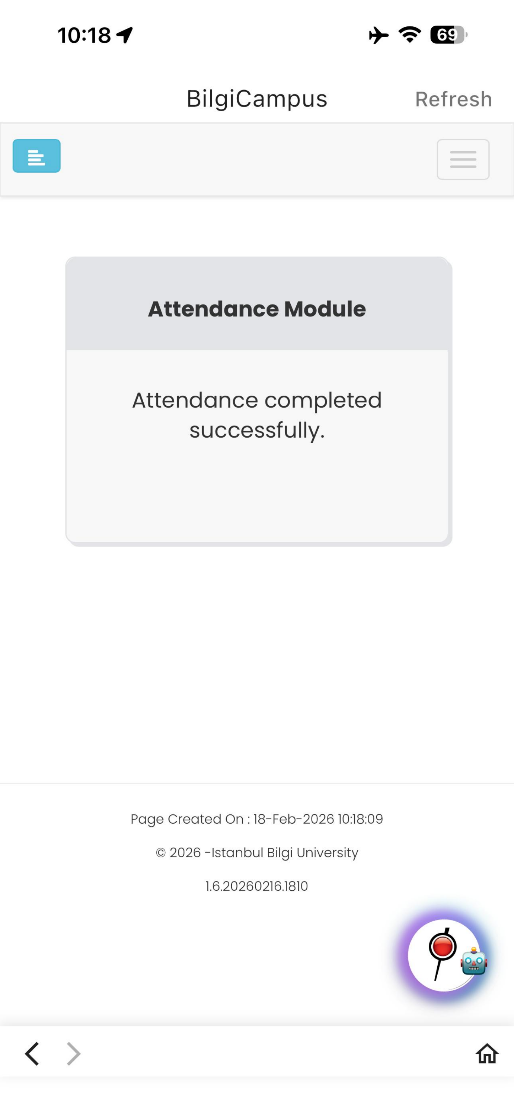 10:18
69
BilgiCampus
Refresh
Attendance Module
Attendance completed
successfully.
Page Created On : 18-Feb-2026 10:18:09
© 2026 -Istanbul Bilgi University
1.6.20260216.1810